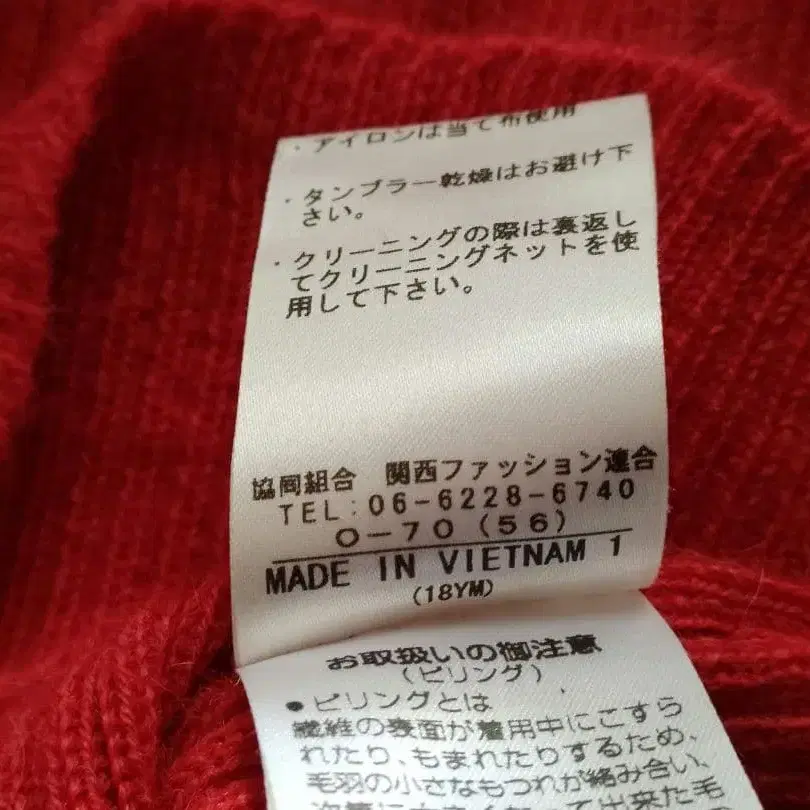 ・アイロンは当て布使用
・タンブラー乾燥はお避け下
さい。
・クリーニングの際は裏返し
てクリーニングネットを使
用して下さい。
協同組合 関西ファッション連合
TEL:06-6228-6740
O-70(56)
MADE IN VIETNAM 1
(18YM)
お取扱いの御注意
(ピリング)
●ピリングとは
繊維の表面が着用中にこすら
れたり、もまれたりするため、
毛羽の小さなもつれが絡み合い、